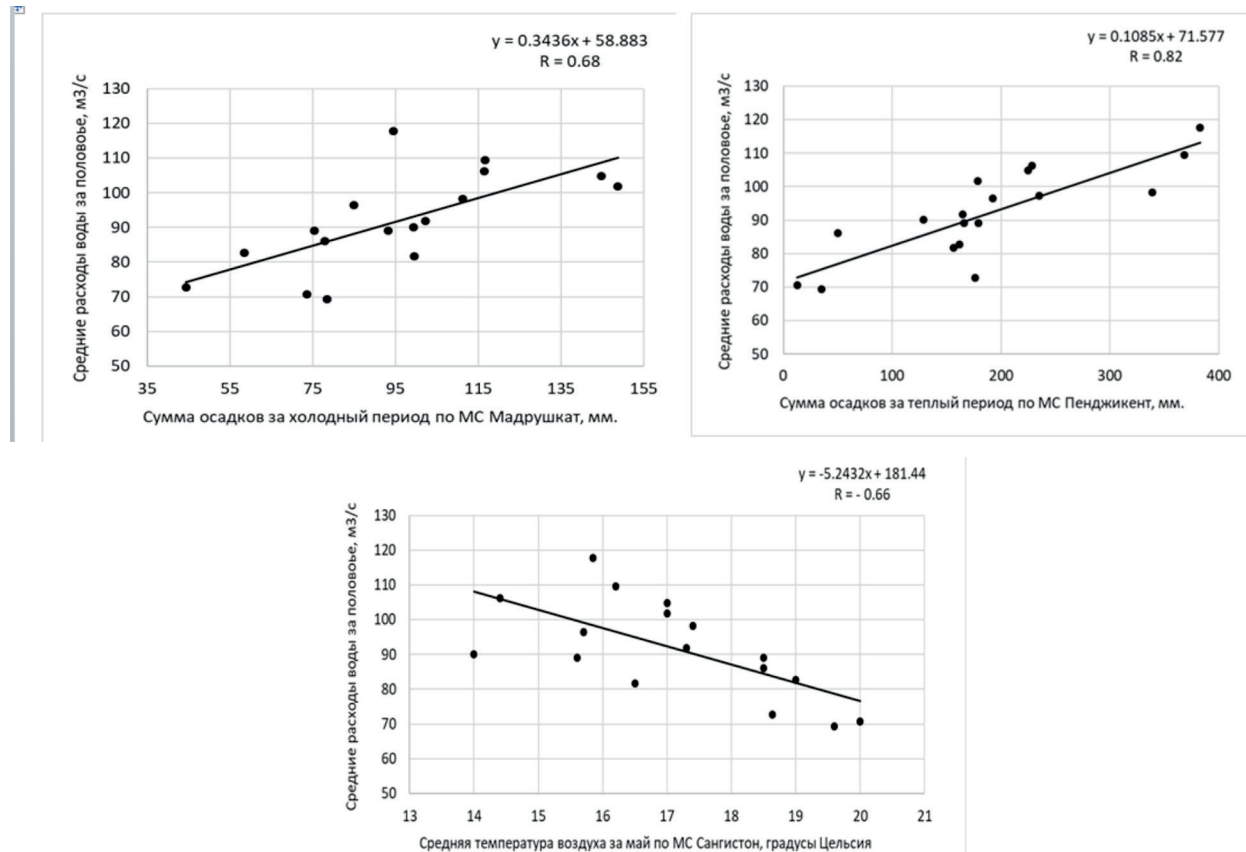 y = 0.3436x + 58.883
R = 0.68
Средние расходы воды за половоье, м3/с
130
120
110
100
90
80
70
60
50
35 55 75 95 115 135 155
Сумма осадков за холодный период по МС Мадрушкат, мм.
y = 0.1085x + 71.577
R = 0.82
Средние расходы воды за половоье, м3/с
130
120
110
100
90
80
70
60
50
0 100 200 300 400
Сумма осадков за теплый период по МС Пенджикент, мм.
y = -5.2432x + 181.44
R = - 0.66
Средние расходы воды за половоье, м3/с
130
120
110
100
90
80
70
60
50
13 14 15 16 17 18 19 20 21
Средняя температура воздуха за май по МС Сангистон, градусы Цельсия